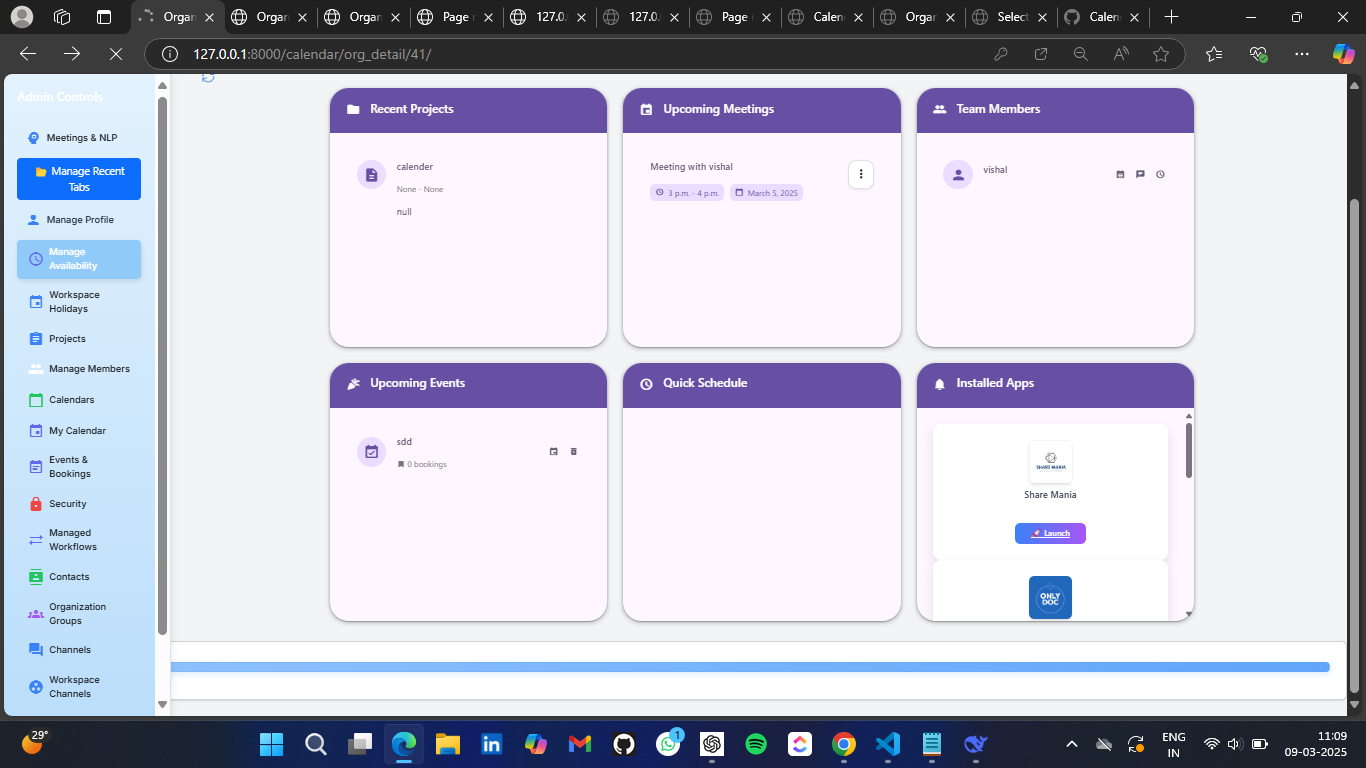 Organ
Organ
Organ
Page n
127.0.
127.0.
Page n
Calen
Organ
Select
Calen
127.0.0.1:8000/calendar/org_detail/41/
Admin Controls
Meetings & NLP
Manage Recent
Tabs
Manage Profile
Manage
Availability
Workspace
Holidays
Projects
Manage Members
Calendars
My Calendar
Events &
Bookings
Security
Managed
Workflows
Contacts
Organization
Groups
Channels
Workspace
Channels
Recent Projects
calender
None - None
null
Upcoming Meetings
Meeting with vishal
3 p.m. - 4 p.m.
March 5, 2025
Team Members
vishal
Upcoming Events
sdd
0 bookings
Quick Schedule
Installed Apps
SHARE MANIA
Share Mania
Launch
ONLY
DOC
29°
1
ENG
IN
11:09
09-03-2025